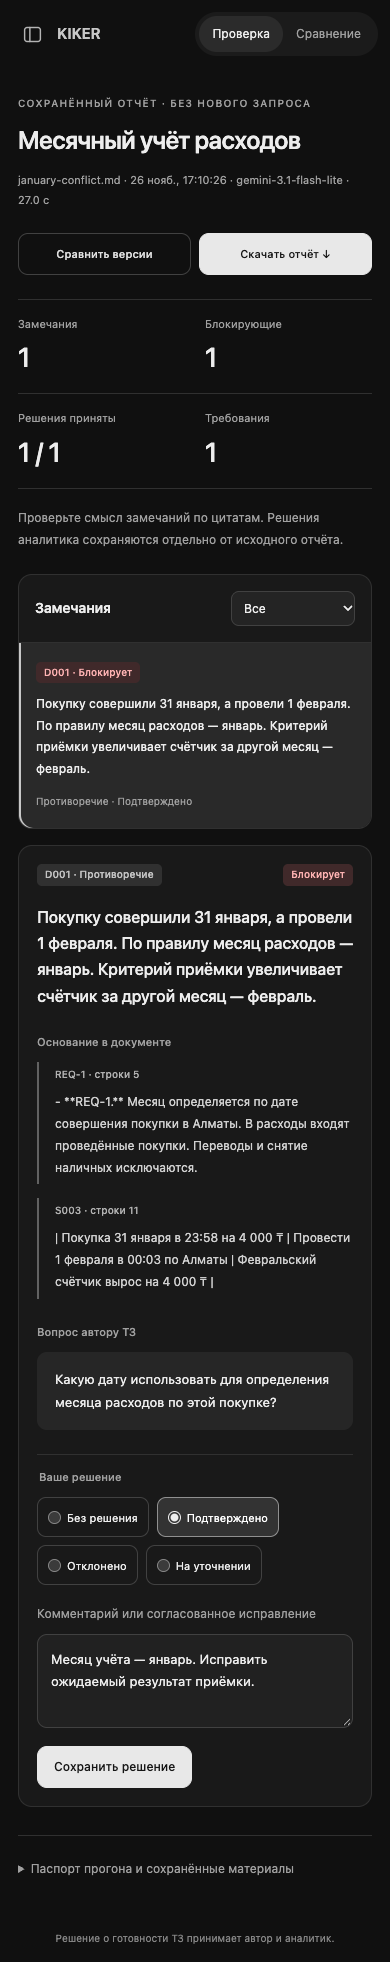 KIKER
Проверка
Сравнение
СОХРАНЁННЫЙ ОТЧЁТ · БЕЗ НОВОГО ЗАПРОСА
Месячный учёт расходов
january-conflict.md · 26 нояб., 17:10:26 · gemini-3.1-flash-lite ·
27.0 с
Сравнить версии
Скачать отчёт ↓
Замечания
Блокирующие
1
1
Решения приняты
Требования
1 / 1
1
Проверьте смысл замечаний по цитатам. Решения
аналитика сохраняются отдельно от исходного отчёта.
Замечания
Все
D001 · Блокирует
Покупку совершили 31 января, а провели 1 февраля.
По правилу месяц расходов — январь. Критерий
приёмки увеличивает счётчик за другой месяц —
февраль.
Противоречие · Подтверждено
D001 · Противоречие
Блокирует
Покупку совершили 31 января, а провели
1 февраля. По правилу месяц расходов —
январь. Критерий приёмки увеличивает
счётчик за другой месяц — февраль.
Основание в документе
REQ-1 · строки 5
- **REQ-1.** Месяц определяется по дате
совершения покупки в Алматы. В расходы входят
проведённые покупки. Переводы и снятие
наличных исключаются.
S003 · строки 11
| Покупка 31 января в 23:58 на 4 000 ₸ | Провести
1 февраля в 00:03 по Алматы | Февральский
счётчик вырос на 4 000 ₸ |
Вопрос автору ТЗ
Какую дату использовать для определения
месяца расходов по этой покупке?
Ваше решение
Без решения
Подтверждено
Отклонено
На уточнении
Комментарий или согласованное исправление
Месяц учёта — январь. Исправить
ожидаемый результат приёмки.
Сохранить решение
Паспорт прогона и сохранённые материалы
Решение о готовности ТЗ принимает автор и аналитик.